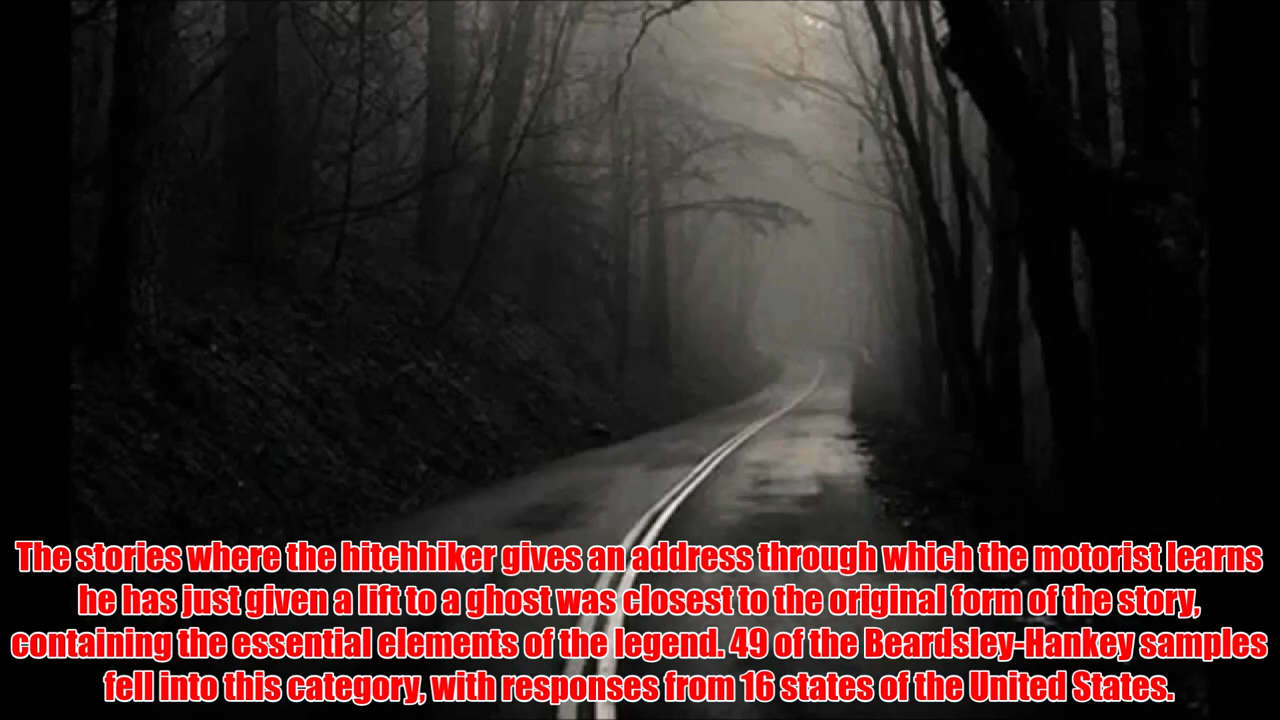 The stories where the hitchhiker gives an address through which the motorist learns
he has just given a lift to a ghost was closest to the original form of the story,
containing the essential elements of the legend. 49 of the Beardsley-Hankey samples
fell into this category, with responses from 16 states of the United States.